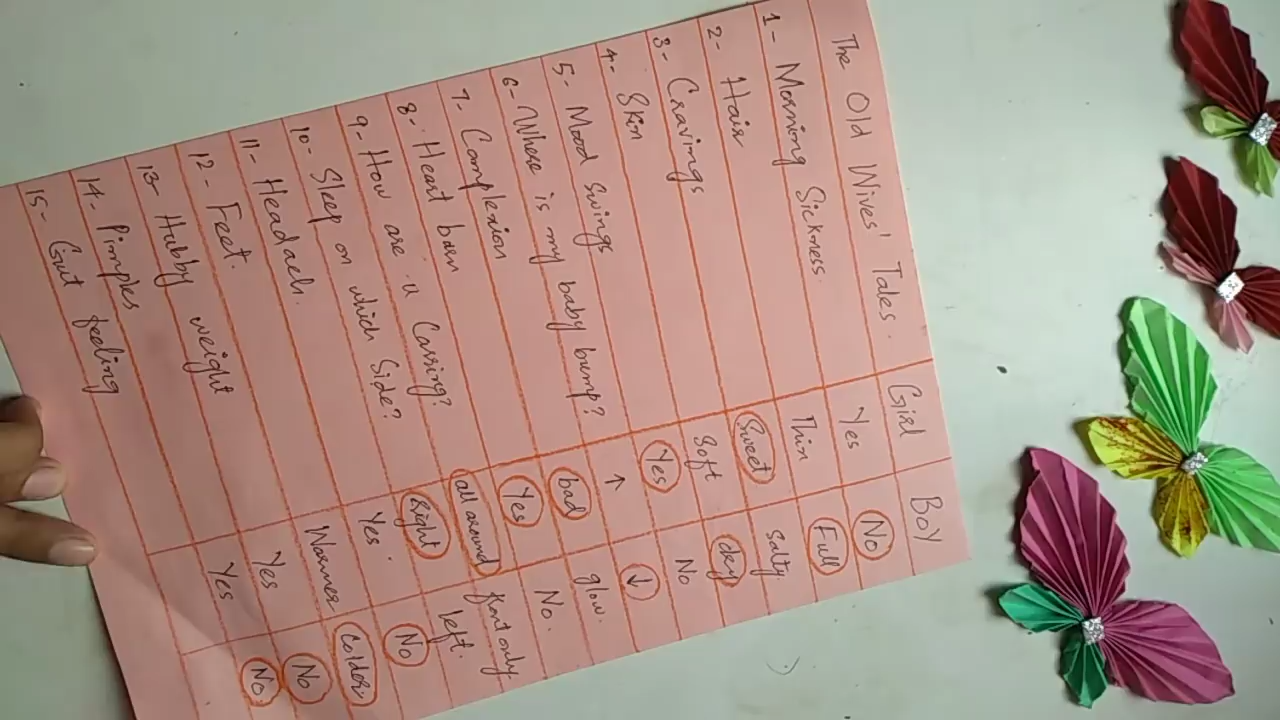 The Old Wives' Tales. Girl Boy
1- Morning Sickness. Yes No
2- Hair Thin Full
3- Cravings Sweet Salty
4- Skin Soft dry
5- Mood swings Yes No
6- Where is my baby bump? ↑ ↓
7- Complexion bad glow.
8- Heart burn Yes No.
9- How are u Carring? all around front only
10- Sleep on which Side? Right left.
11- Headach. Yes. No
12- Feet. Warmer Colder
13- Hubby weight Yes No
14- Pimples Yes No
15- Gut feeling